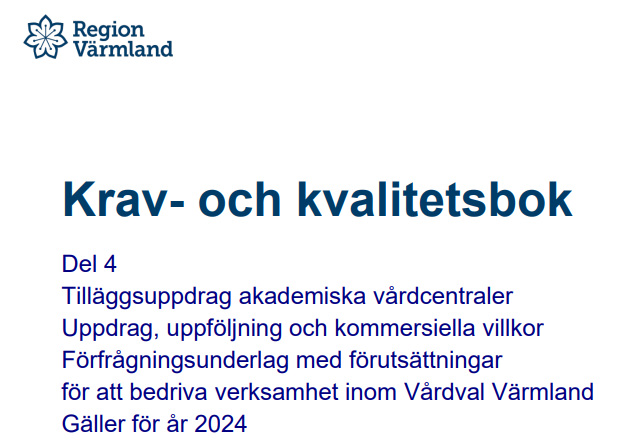 Region
Värmland
Krav- och kvalitetsbok
Del 4
Tilläggsuppdrag akademiska vårdcentraler
Uppdrag, uppföljning och kommersiella villkor
Förfrågningsunderlag med förutsättningar
för att bedriva verksamhet inom Vårdval Värmland
Gäller för år 2024